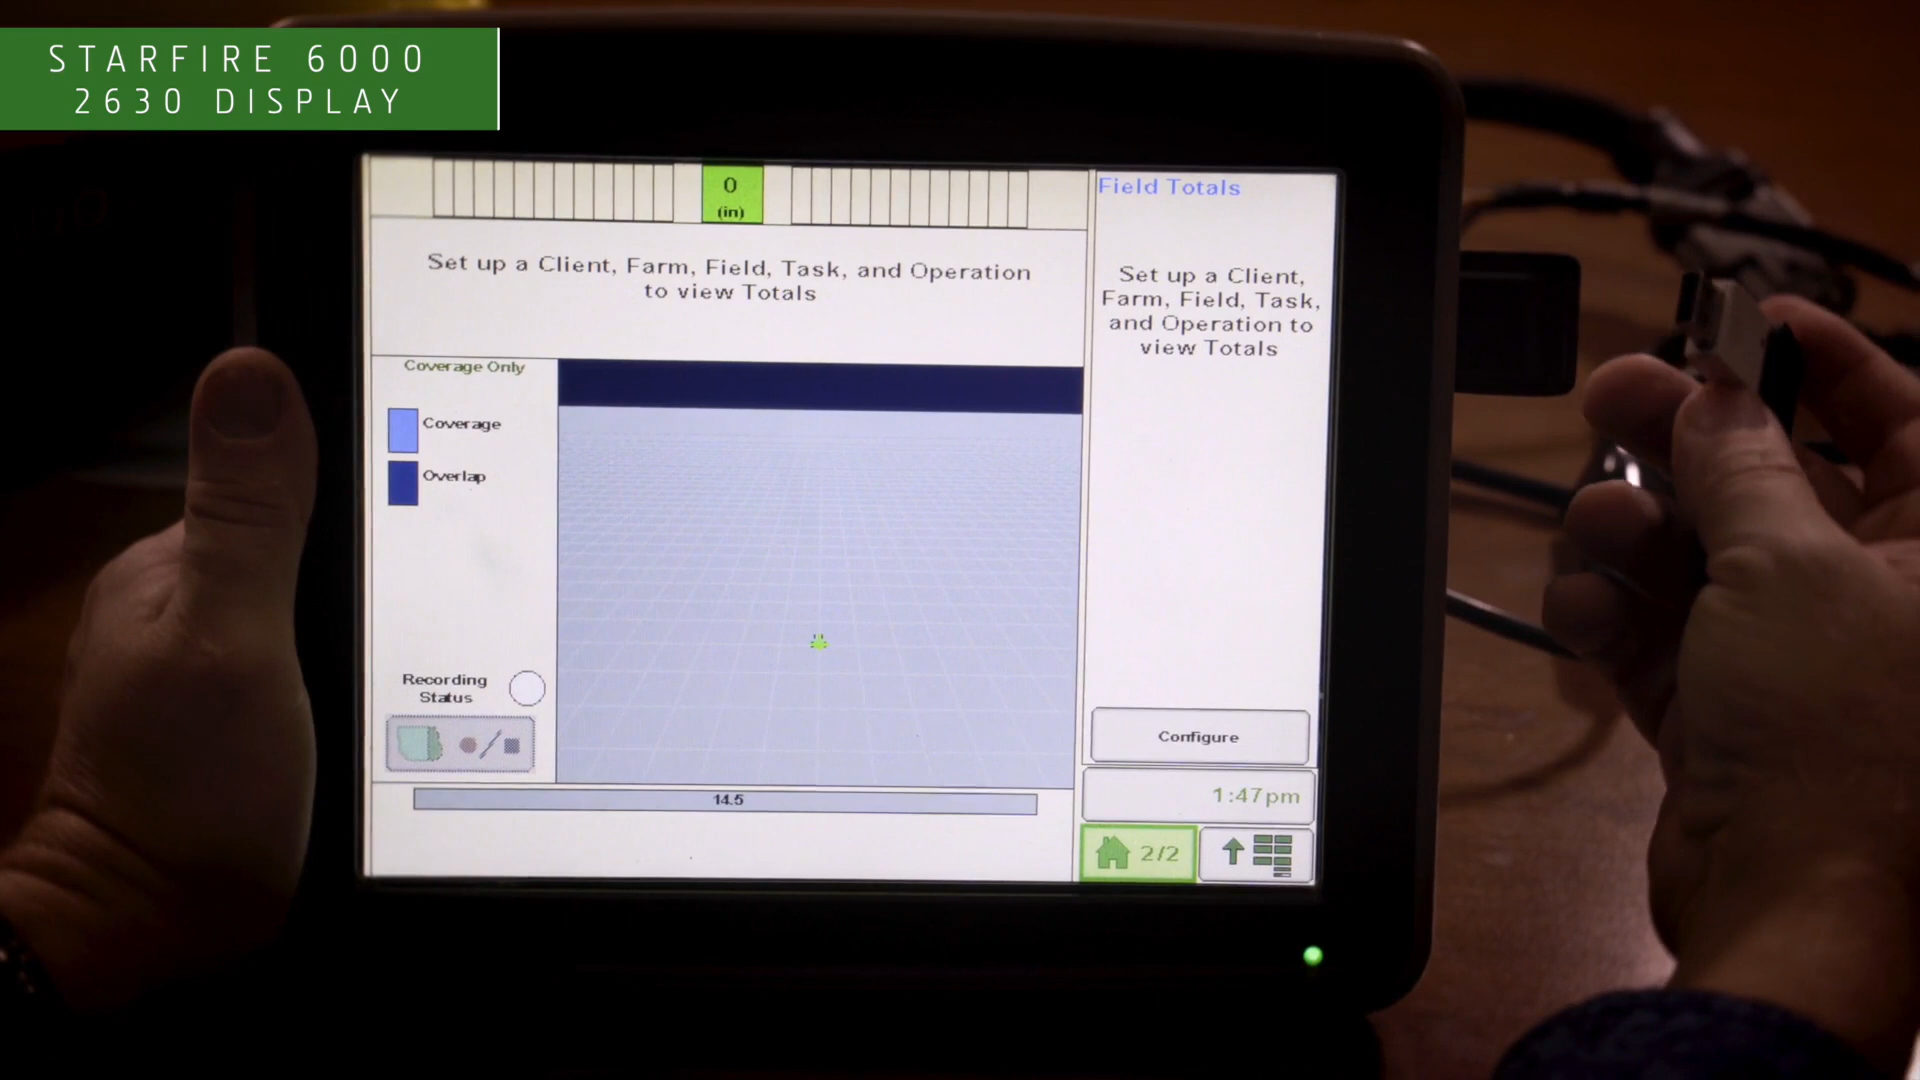 STARFIRE 6000
2630 DISPLAY
0
(in)
Set up a Client, Farm, Field, Task, and Operation
to view Totals
Coverage Only
Coverage
Overlap
Recording
Status
14.5
Field Totals
Set up a Client,
Farm, Field, Task,
and Operation to
view Totals
Configure
1:47pm
2/2